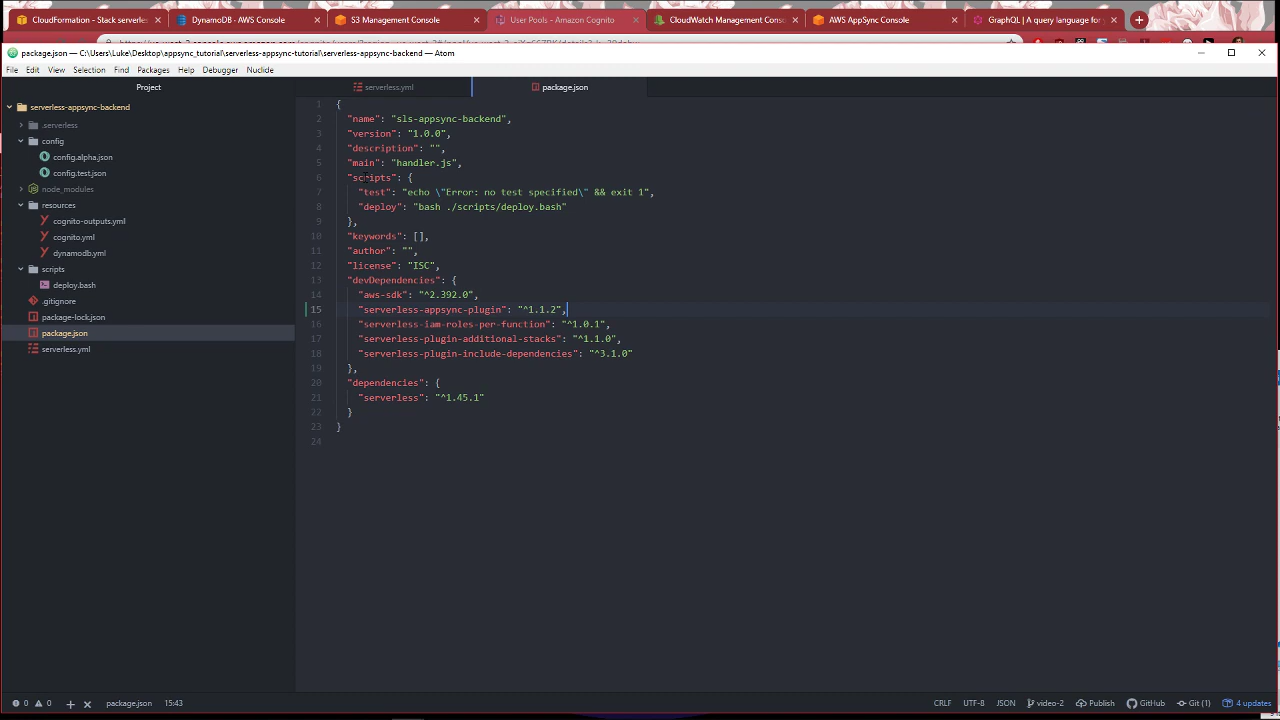 CloudFormation - Stack serverless
DynamoDB - AWS Console
S3 Management Console
User Pools - Amazon Cognito
CloudWatch Management Conso
AWS AppSync Console
GraphQL | A query language for
package.json — C:\Users\Luke\Desktop\appsync_tutorial\serverless-appsync-backend\serverless-appsync-backend — Atom
File Edit View Selection Find Packages Help Debugger Nuclide
Project
serverless.yml
package.json
serverless-appsync-backend
.serverless
config
config.alpha.json
config.test.json
node_modules
resources
cognito-outputs.yml
cognito.yml
dynamodb.yml
scripts
deploy.bash
.gitignore
package-lock.json
package.json
serverless.yml
1 {
2 "name": "sls-appsync-backend",
3 "version": "1.0.0",
4 "description": "",
5 "main": "handler.js",
6 "scripts": {
7 "test": "echo \"Error: no test specified\" && exit 1",
8 "deploy": "bash ./scripts/deploy.bash"
9 },
10 "keywords": [],
11 "author": "",
12 "license": "ISC",
13 "devDependencies": {
14 "aws-sdk": "^2.392.0",
15 "serverless-appsync-plugin": "^1.1.2",
16 "serverless-iam-roles-per-function": "^1.0.1",
17 "serverless-plugin-additional-stacks": "^1.1.0",
18 "serverless-plugin-include-dependencies": "^3.1.0"
19 },
20 "dependencies": {
21 "serverless": "^1.45.1"
22 }
23 }
24
0 0 + × package.json 15:43
CRLF UTF-8 JSON video-2 Publish GitHub Git (1) 4 updates